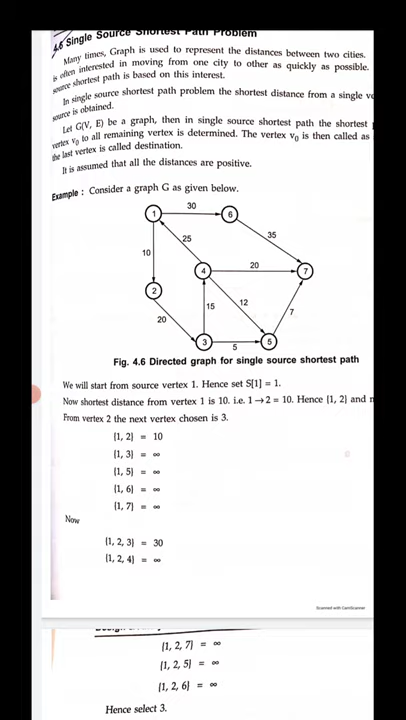 4.6 Single Source Shortest Path Problem
Many times, Graph is used to represent the distances between two cities.
is often interested in moving from one city to other as quickly as possible.
source shortest path is based on this interest.
In single source shortest path problem the shortest distance from a single
source is obtained.
Let G(V, E) be a graph, then in single source shortest path the shortest
vertex v0 to all remaining vertex is determined. The vertex v0 is then called as
the last vertex is called destination.
It is assumed that all the distances are positive.
Example : Consider a graph G as given below.
30
1
6
25
35
10
4
20
7
2
15
12
7
20
3
5
5
Fig. 4.6 Directed graph for single source shortest path
We will start from source vertex 1. Hence set S[1] = 1.
Now shortest distance from vertex 1 is 10. i.e. 1→2 = 10. Hence {1, 2} and
From vertex 2 the next vertex chosen is 3.
{1, 2} = 10
{1, 3} = ∞
{1, 5} = ∞
{1, 6} = ∞
{1, 7} = ∞
Now
{1, 2, 3} = 30
{1, 2, 4} = ∞
Scanned with CamScanner
{1, 2, 7} = ∞
{1, 2, 5} = ∞
{1, 2, 6} = ∞
Hence select 3.